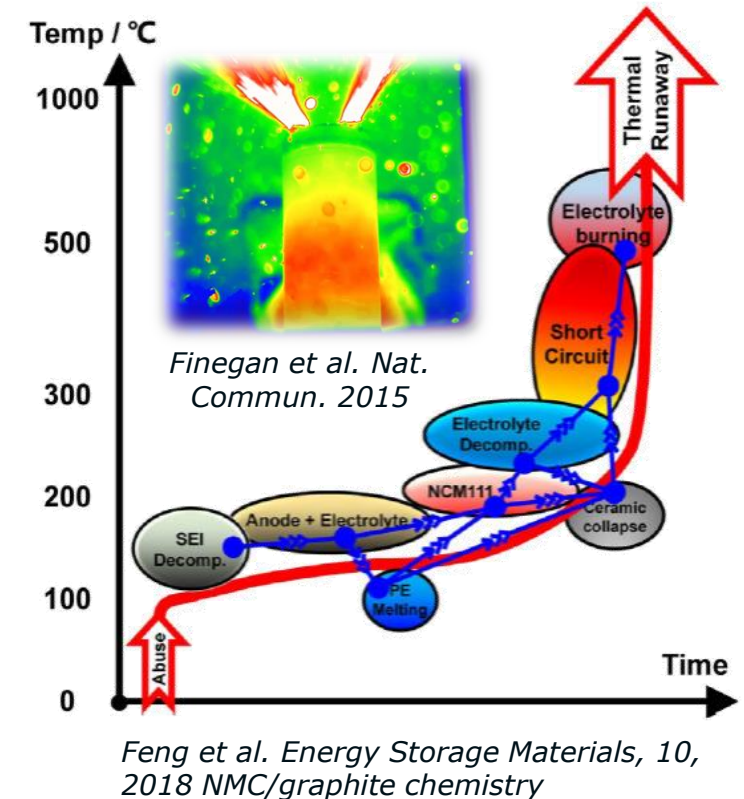 Temp / °C
1000
500
300
200
100
0
Finegan et al. Nat.
Commun. 2015
Thermal
Runaway
Electrolyte
burning
Short
Circuit
Electrolyte
Decomp.
NCM111
Ceramic
collapse
Anode + Electrolyte
SEI
Decomp.
PE
Melting
Abuse
Time
Feng et al. Energy Storage Materials, 10,
2018 NMC/graphite chemistry